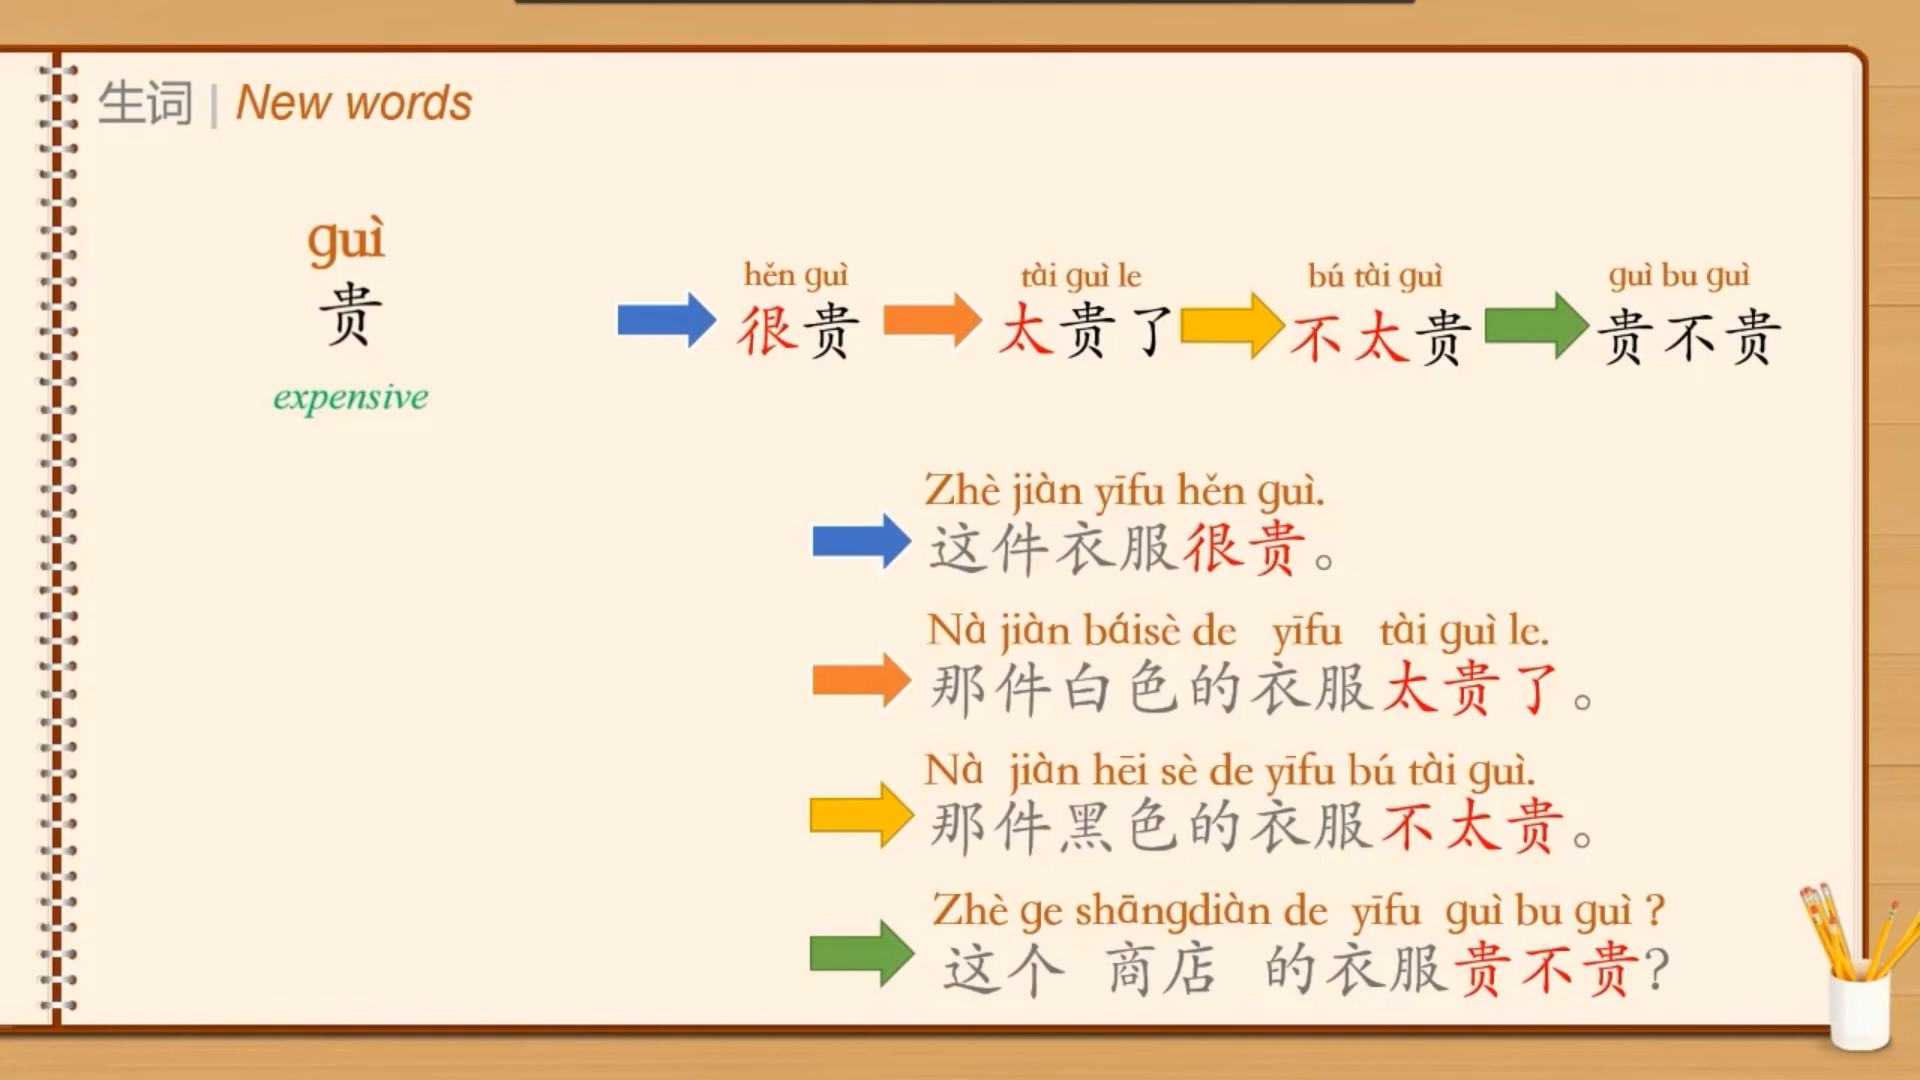 生词 | New words
guì
贵
expensive
hěn guì
很贵
tài guì le
太贵了
bú tài guì
不太贵
guì bu guì
贵不贵
Zhè jiàn yīfu hěn guì.
这件衣服很贵。
Nà jiàn báisè de yīfu tài guì le.
那件白色的衣服太贵了。
Nà jiàn hēi sè de yīfu bú tài guì.
那件黑色的衣服不太贵。
Zhè ge shāngdiàn de yīfu guì bu guì ?
这个 商店 的衣服贵不贵?